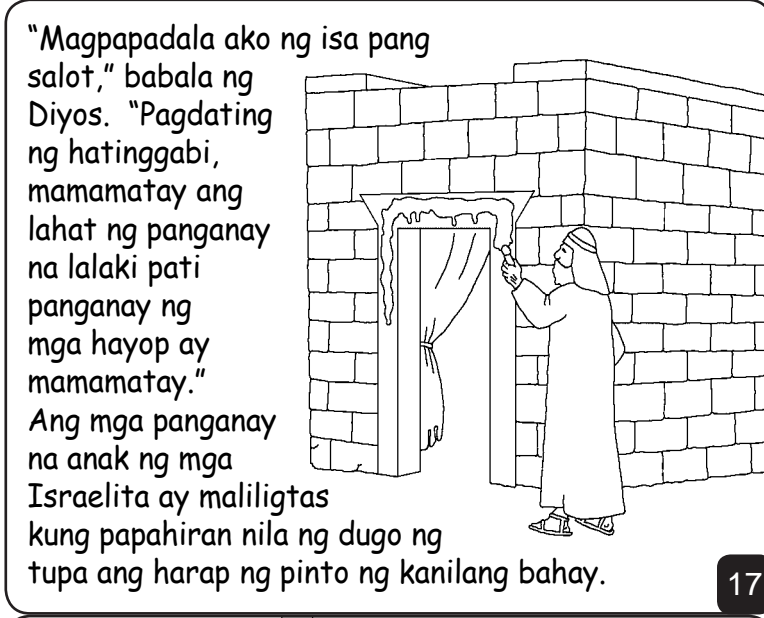 “Magpapadala ako ng isa pang
salot,” babala ng
Diyos.  “Pagdating
ng hatinggabi,
mamamatay ang
lahat ng panganay
na lalaki pati
panganay ng
mga hayop ay
mamamatay.”
Ang mga panganay
na anak ng mga
Israelita ay maliligtas
kung papahiran nila ng dugo ng
tupa ang harap ng pinto ng kanilang bahay.
17